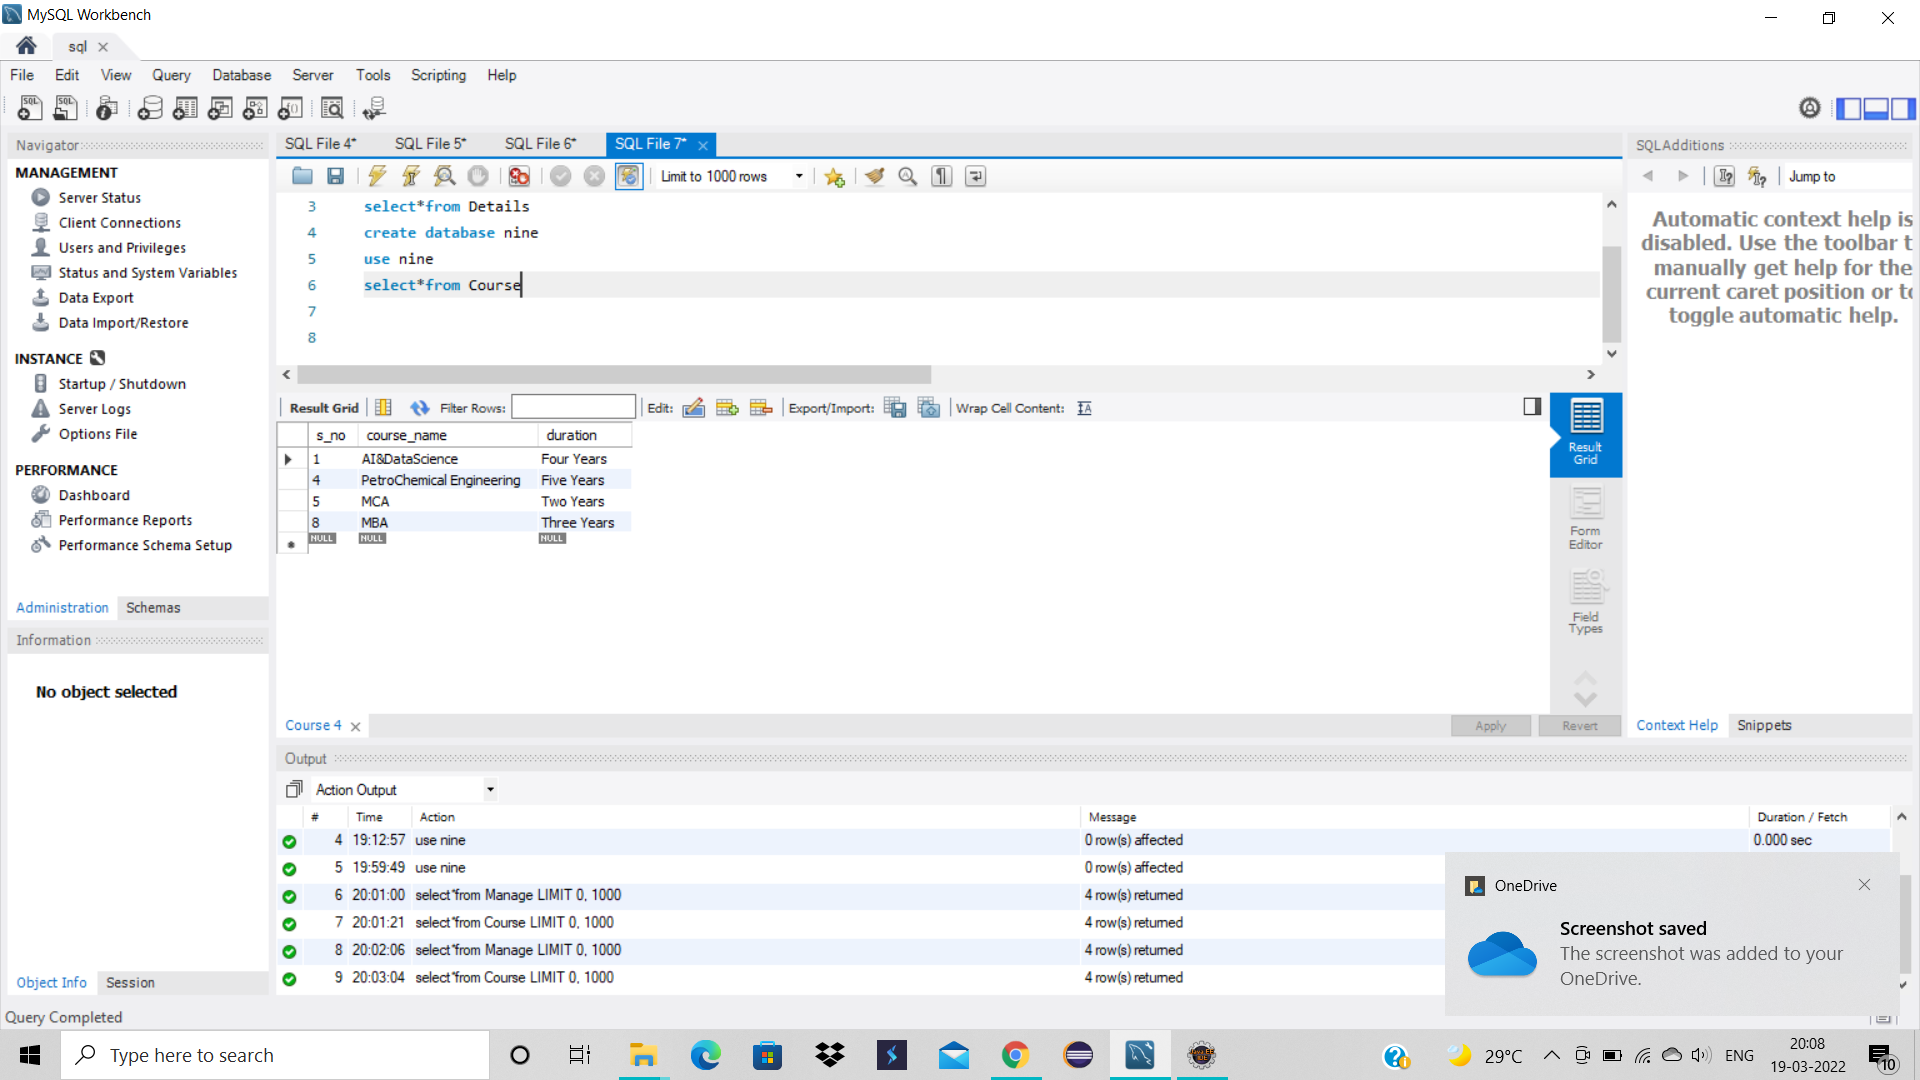 MySQL Workbench
sql
File Edit View Query Database Server Tools Scripting Help
Navigator
MANAGEMENT
Server Status
Client Connections
Users and Privileges
Status and System Variables
Data Export
Data Import/Restore
INSTANCE
Startup / Shutdown
Server Logs
Options File
PERFORMANCE
Dashboard
Performance Reports
Performance Schema Setup
Administration Schemas
Information
No object selected
Object Info Session
SQL File 4* SQL File 5* SQL File 6* SQL File 7*
Limit to 1000 rows
3 select*from Details
4 create database nine
5 use nine
6 select*from Course
7
8
Result Grid Filter Rows: Edit: Export/Import: Wrap Cell Content:
s_no course_name duration
1 AI&DataScience Four Years
4 PetroChemical Engineering Five Years
5 MCA Two Years
8 MBA Three Years
NULL NULL NULL
Result Grid
Form Editor
Field Types
Course 4 Apply Revert
SQLAdditions
Jump to
Automatic context help is
disabled. Use the toolbar t
manually get help for the
current caret position or to
toggle automatic help.
Context Help Snippets
Output
Action Output
# Time Action Message Duration / Fetch
4 19:12:57 use nine 0 row(s) affected 0.000 sec
5 19:59:49 use nine 0 row(s) affected
6 20:01:00 select*from Manage LIMIT 0, 1000 4 row(s) returned
7 20:01:21 select*from Course LIMIT 0, 1000 4 row(s) returned
8 20:02:06 select*from Manage LIMIT 0, 1000 4 row(s) returned
9 20:03:04 select*from Course LIMIT 0, 1000 4 row(s) returned
OneDrive
Screenshot saved
The screenshot was added to your
OneDrive.
Query Completed
Type here to search
29°C ENG
20:08
19-03-2022
10